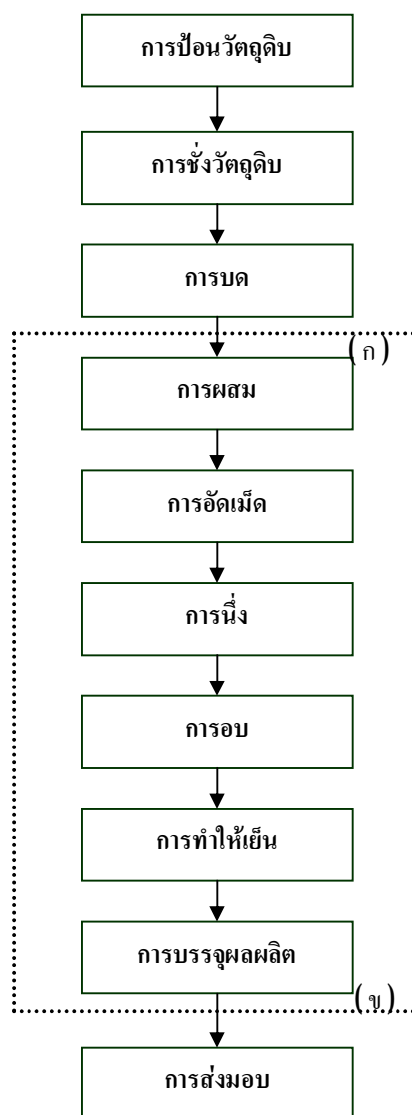 การป้อนวัตถุดิบ
การชั่งวัตถุดิบ
การบด
( ก )
การผสม
การอัดเม็ด
การนึ่ง
การอบ
การทำให้เย็น
การบรรจุผลผลิต
( ข )
การส่งมอบ